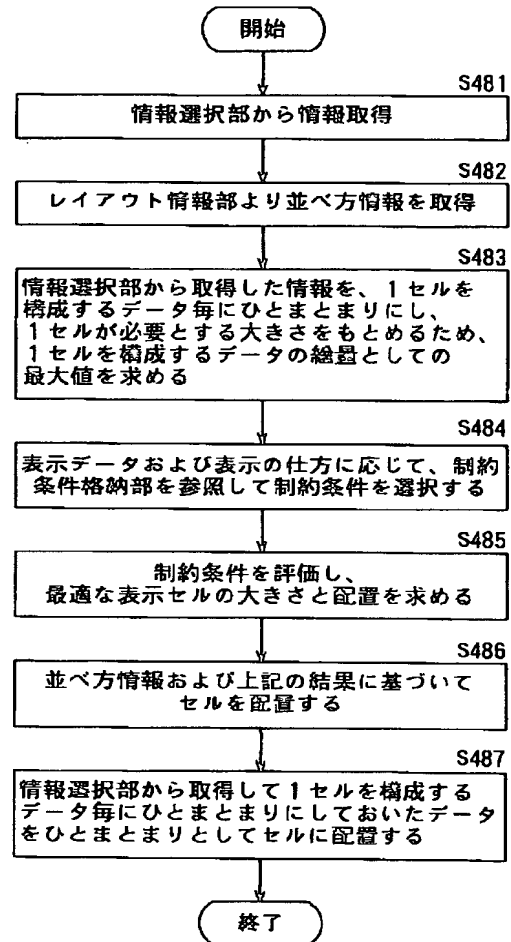 開始
S481
情報選択部から情報取得
S482
レイアウト情報部より並べ方情報を取得
S483
情報選択部から取得した情報を、1セルを
構成するデータ毎にひとまとまりにし、
1セルが必要とする大きさをもとめるため、
1セルを構成するデータの総量としての
最大値を求める
S484
表示データおよび表示の仕方に応じて、制約
条件格納部を参照して制約条件を選択する
S485
制約条件を評価し、
最適な表示セルの大きさと配置を求める
S486
並べ方情報および上記の結果に基づいて
セルを配置する
S487
情報選択部から取得して1セルを構成する
データ毎にひとまとまりにしておいたデータ
をひとまとまりとしてセルに配置する
終了